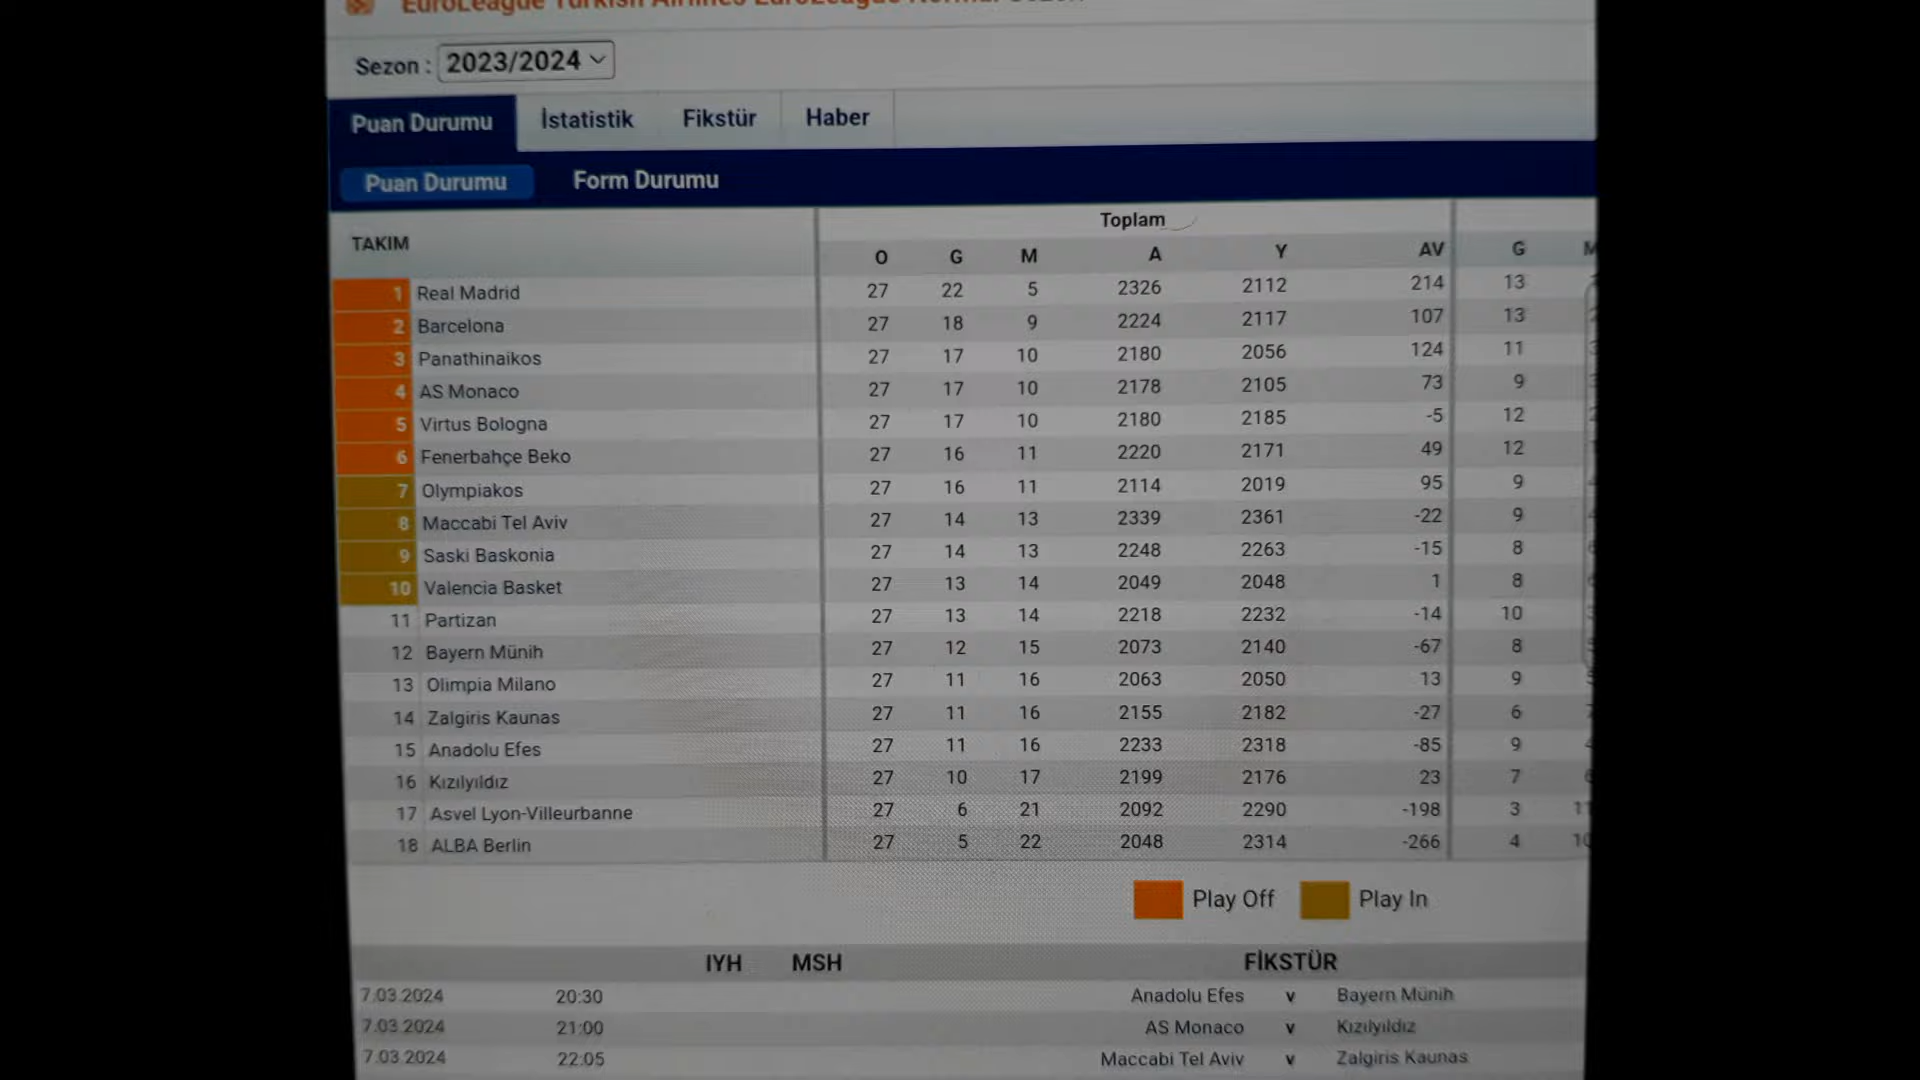 EuroLeague Turkish Airlines EuroLeague Normal Sezon
Sezon : 2023/2024
Puan Durumu İstatistik Fikstür Haber
Puan Durumu Form Durumu
Toplam
TAKIM O G M A Y AV G M
1 Real Madrid 27 22 5 2326 2112 214 13
2 Barcelona 27 18 9 2224 2117 107 13
3 Panathinaikos 27 17 10 2180 2056 124 11
4 AS Monaco 27 17 10 2178 2105 73 9
5 Virtus Bologna 27 17 10 2180 2185 -5 12
6 Fenerbahçe Beko 27 16 11 2220 2171 49 12
7 Olympiakos 27 16 11 2114 2019 95 9
8 Maccabi Tel Aviv 27 14 13 2339 2361 -22 9
9 Saski Baskonia 27 14 13 2248 2263 -15 8
10 Valencia Basket 27 13 14 2049 2048 1 8
11 Partizan 27 13 14 2218 2232 -14 10
12 Bayern Münih 27 12 15 2073 2140 -67 8
13 Olimpia Milano 27 11 16 2063 2050 13 9
14 Zalgiris Kaunas 27 11 16 2155 2182 -27 6
15 Anadolu Efes 27 11 16 2233 2318 -85 9
16 Kızılyıldız 27 10 17 2199 2176 23 7
17 Asvel Lyon-Villeurbanne 27 6 21 2092 2290 -198 3 11
18 ALBA Berlin 27 5 22 2048 2314 -266 4 10
Play Off Play In
IYH MSH FİKSTÜR
7.03.2024 20:30 Anadolu Efes v Bayern Münih
7.03.2024 21:00 AS Monaco v Kızılyıldız
7.03.2024 22:05 Maccabi Tel Aviv v Zalgiris Kaunas